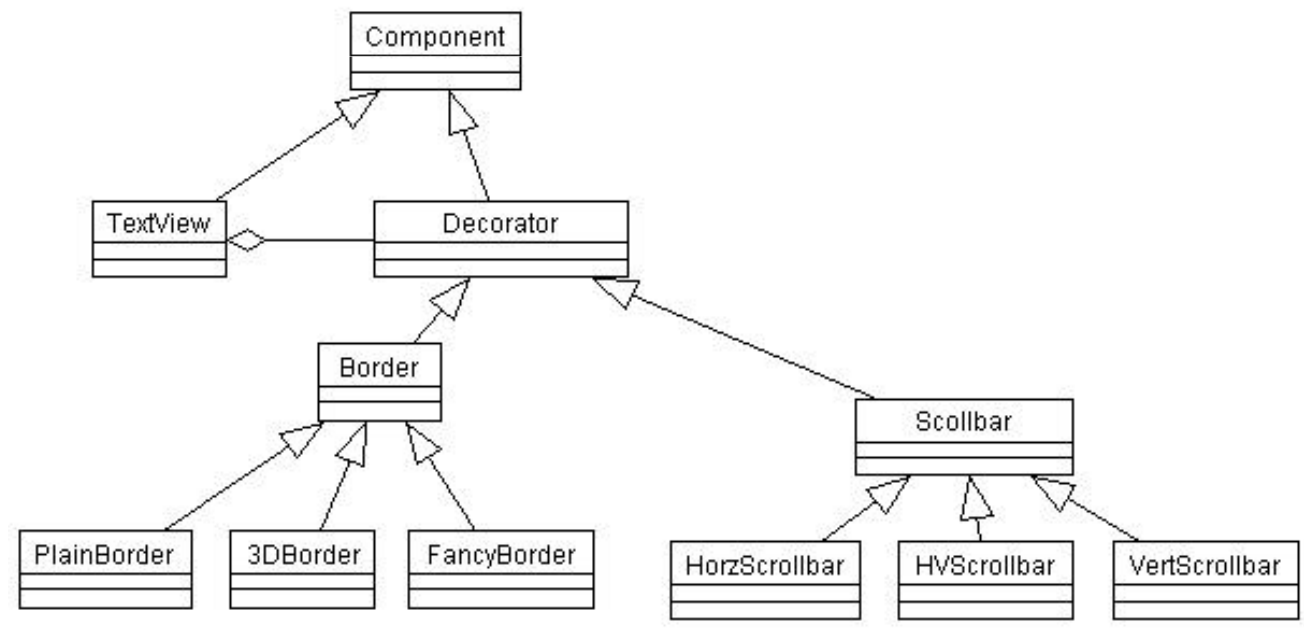 Component
TextView
Decorator
Border
Scollbar
PlainBorder
3DBorder
FancyBorder
HorzScrollbar
HVScrollbar
VertScrollbar